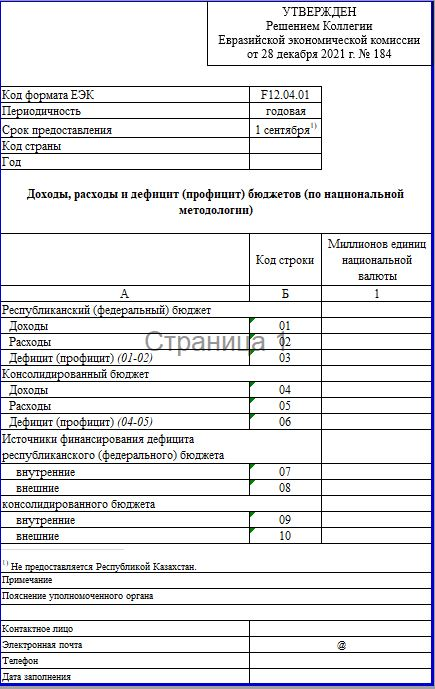 УТВЕРЖДЕН
Решением Коллегии
Евразийской экономической комиссии
от 28 декабря 2021 г. № 184
Код формата ЕЭК F12.04.01
Периодичность годовая
Срок предоставления 1 сентября1)
Код страны
Год
Доходы, расходы и дефицит (профицит) бюджетов (по национальной
методологии)
Код строки
Миллионов единиц
национальной
валюты
А Б 1
Республиканский (федеральный) бюджет
Доходы 01
Расходы 02
Дефицит (профицит) (01-02) 03
Консолидированный бюджет
Доходы 04
Расходы 05
Дефицит (профицит) (04-05) 06
Источники финансирования дефицита
республиканского (федерального) бюджета
внутренние 07
внешние 08
консолидированного бюджета
внутренние 09
внешние 10
1) Не предоставляется Республикой Казахстан.
Примечание
Пояснение уполномоченного органа
Контактное лицо
Электронная почта @
Телефон
Дата заполнения
Страница 1